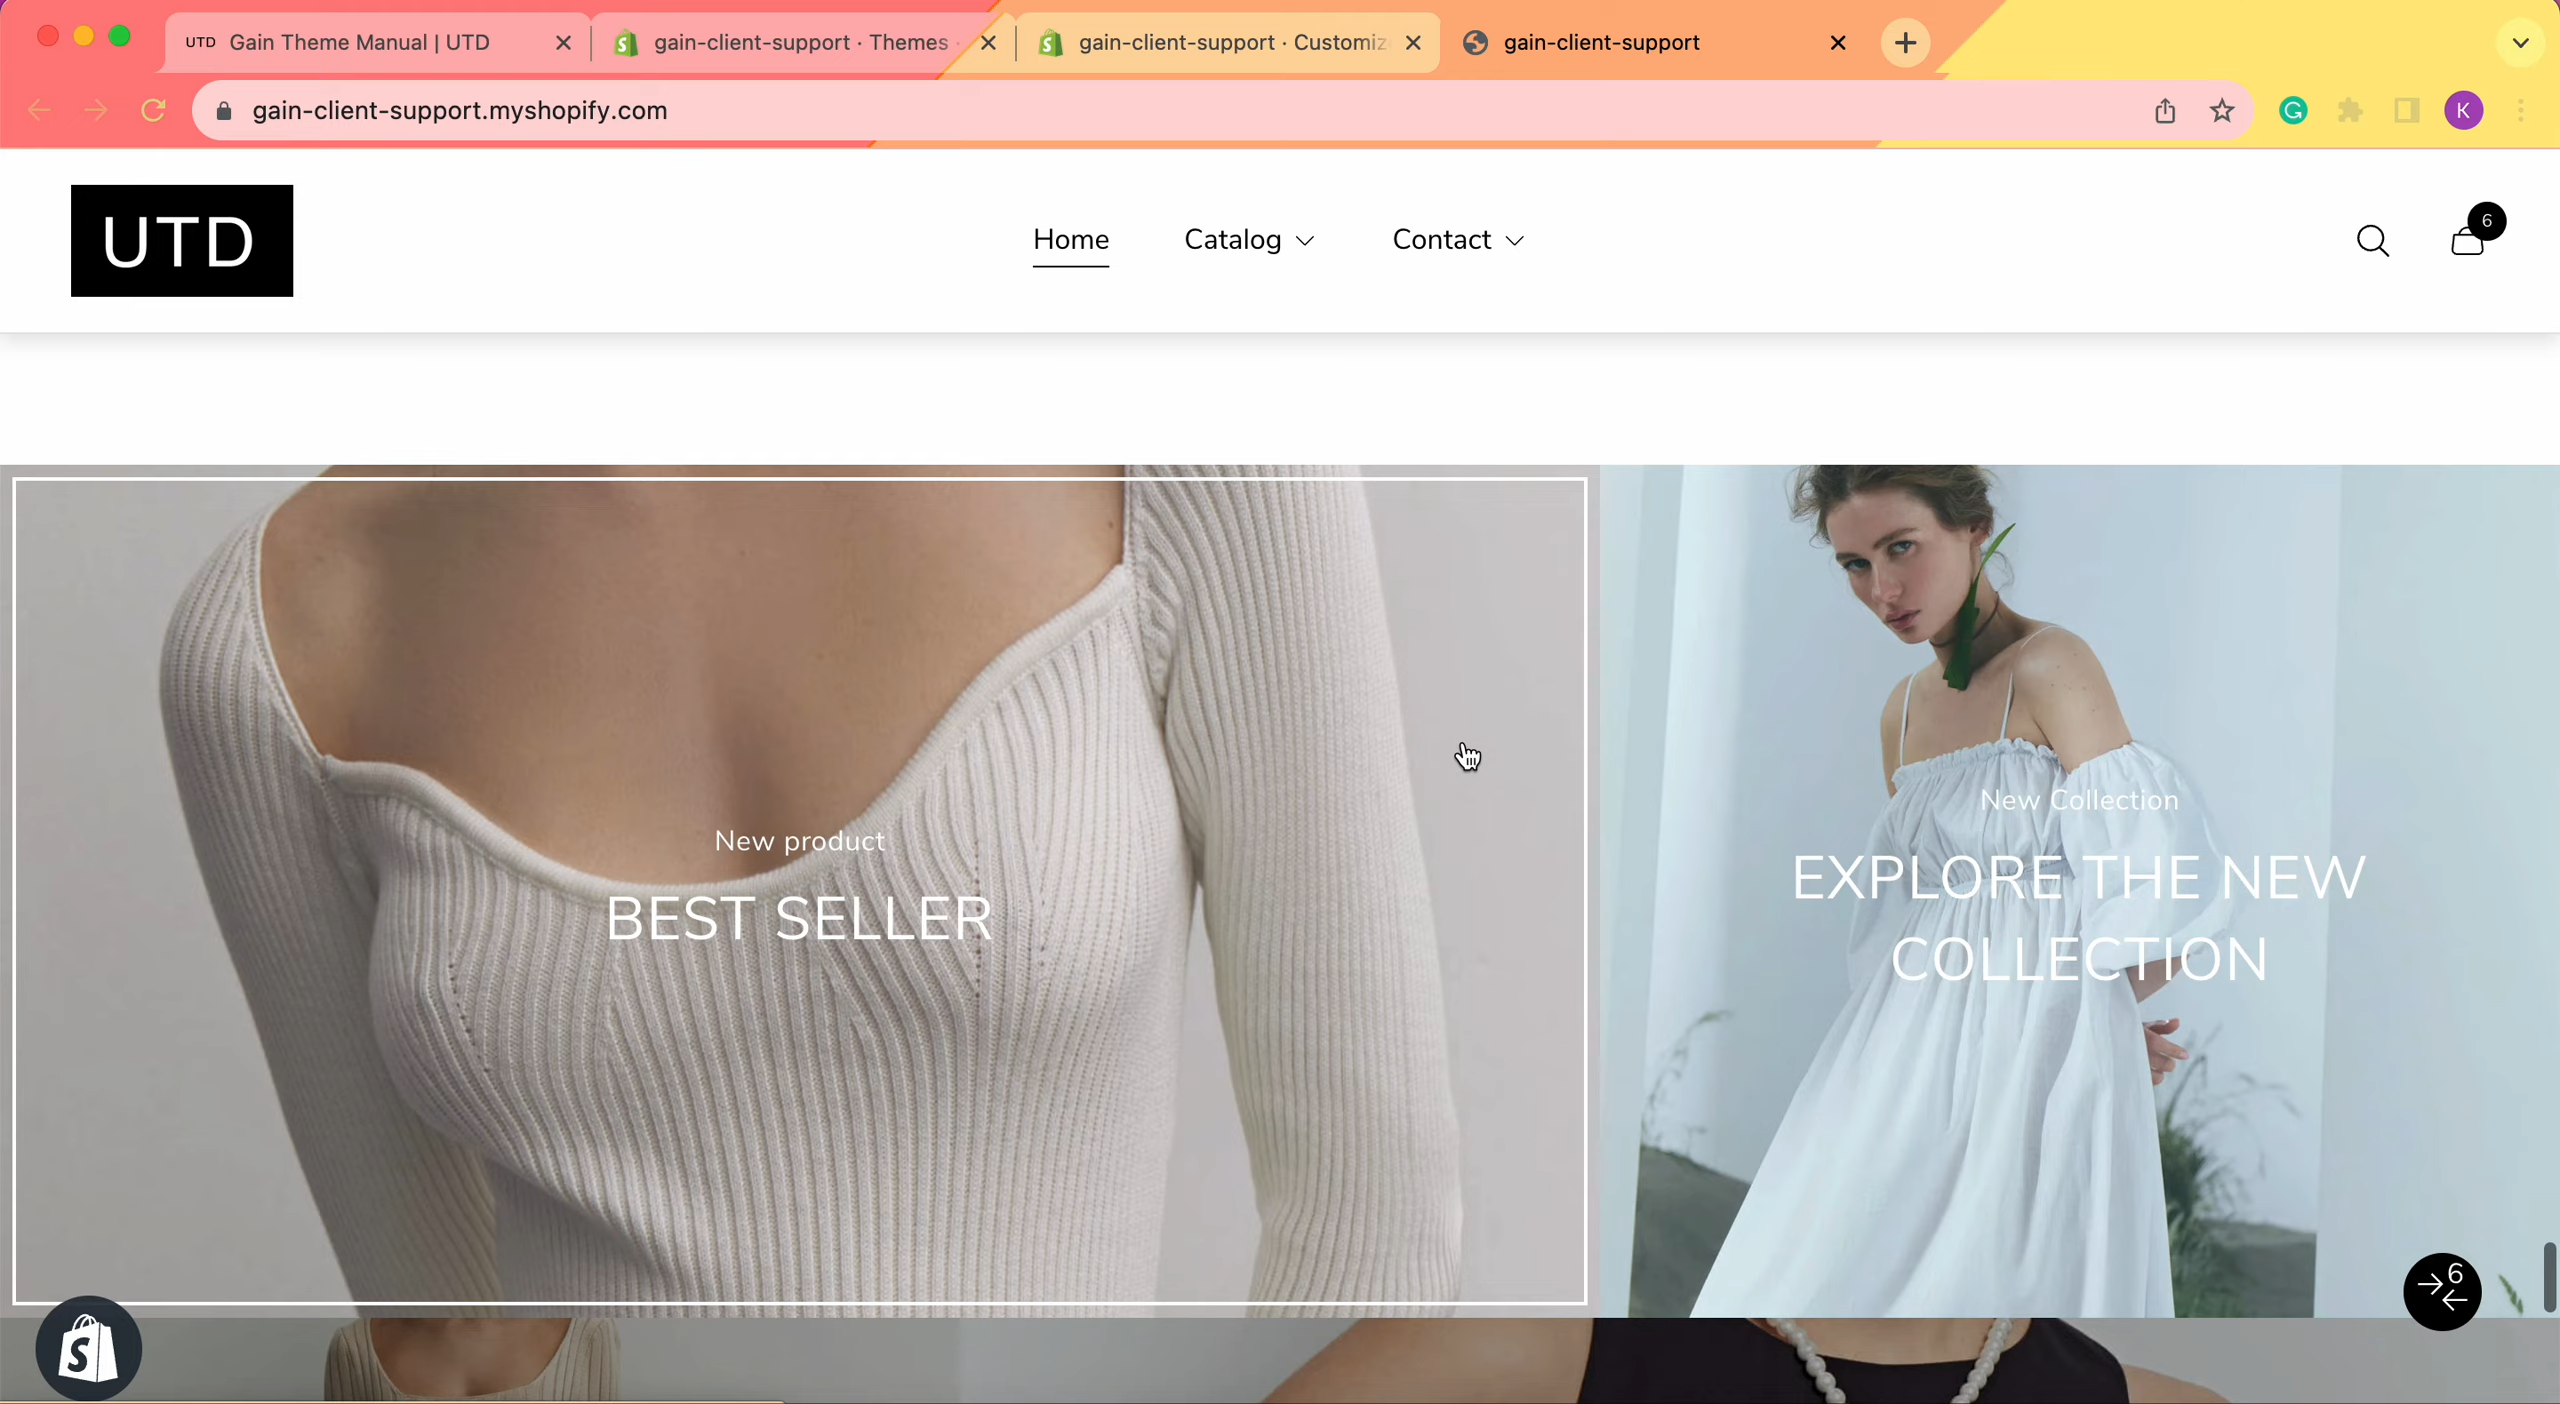 UTD Gain Theme Manual | UTD
gain-client-support · Themes ·
gain-client-support · Customiz
gain-client-support
gain-client-support.myshopify.com
G
K
UTD
Home
Catalog
Contact
6
New product
BEST SELLER
New Collection
EXPLORE THE NEW
COLLECTION
6
S